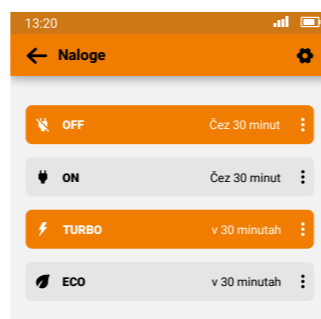 13:20
Naloge
OFF Čez 30 minut
ON Čez 30 minut
TURBO v 30 minutah
ECO v 30 minutah